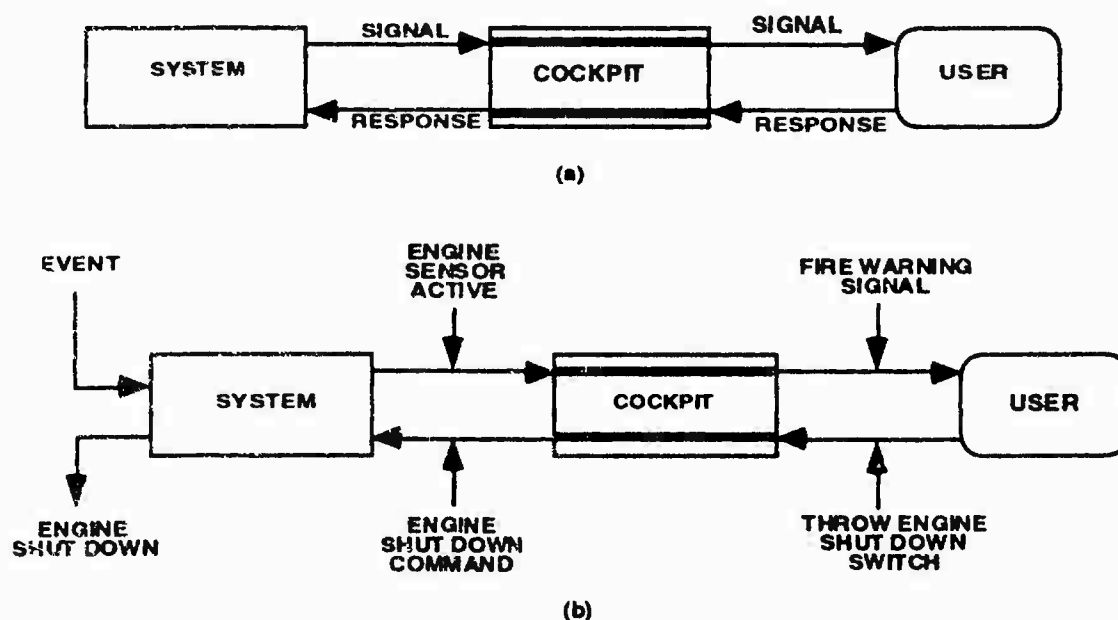 SIGNAL
SIGNAL
SYSTEM
COCKPIT
USER
RESPONSE
RESPONSE
(a)
EVENT
ENGINE
SENSOR
ACTIVE
FIRE WARNING
SIGNAL
SYSTEM
COCKPIT
USER
ENGINE
SHUT DOWN
ENGINE
SHUT DOWN
COMMAND
THROW ENGINE
SHUT DOWN
SWITCH
(b)